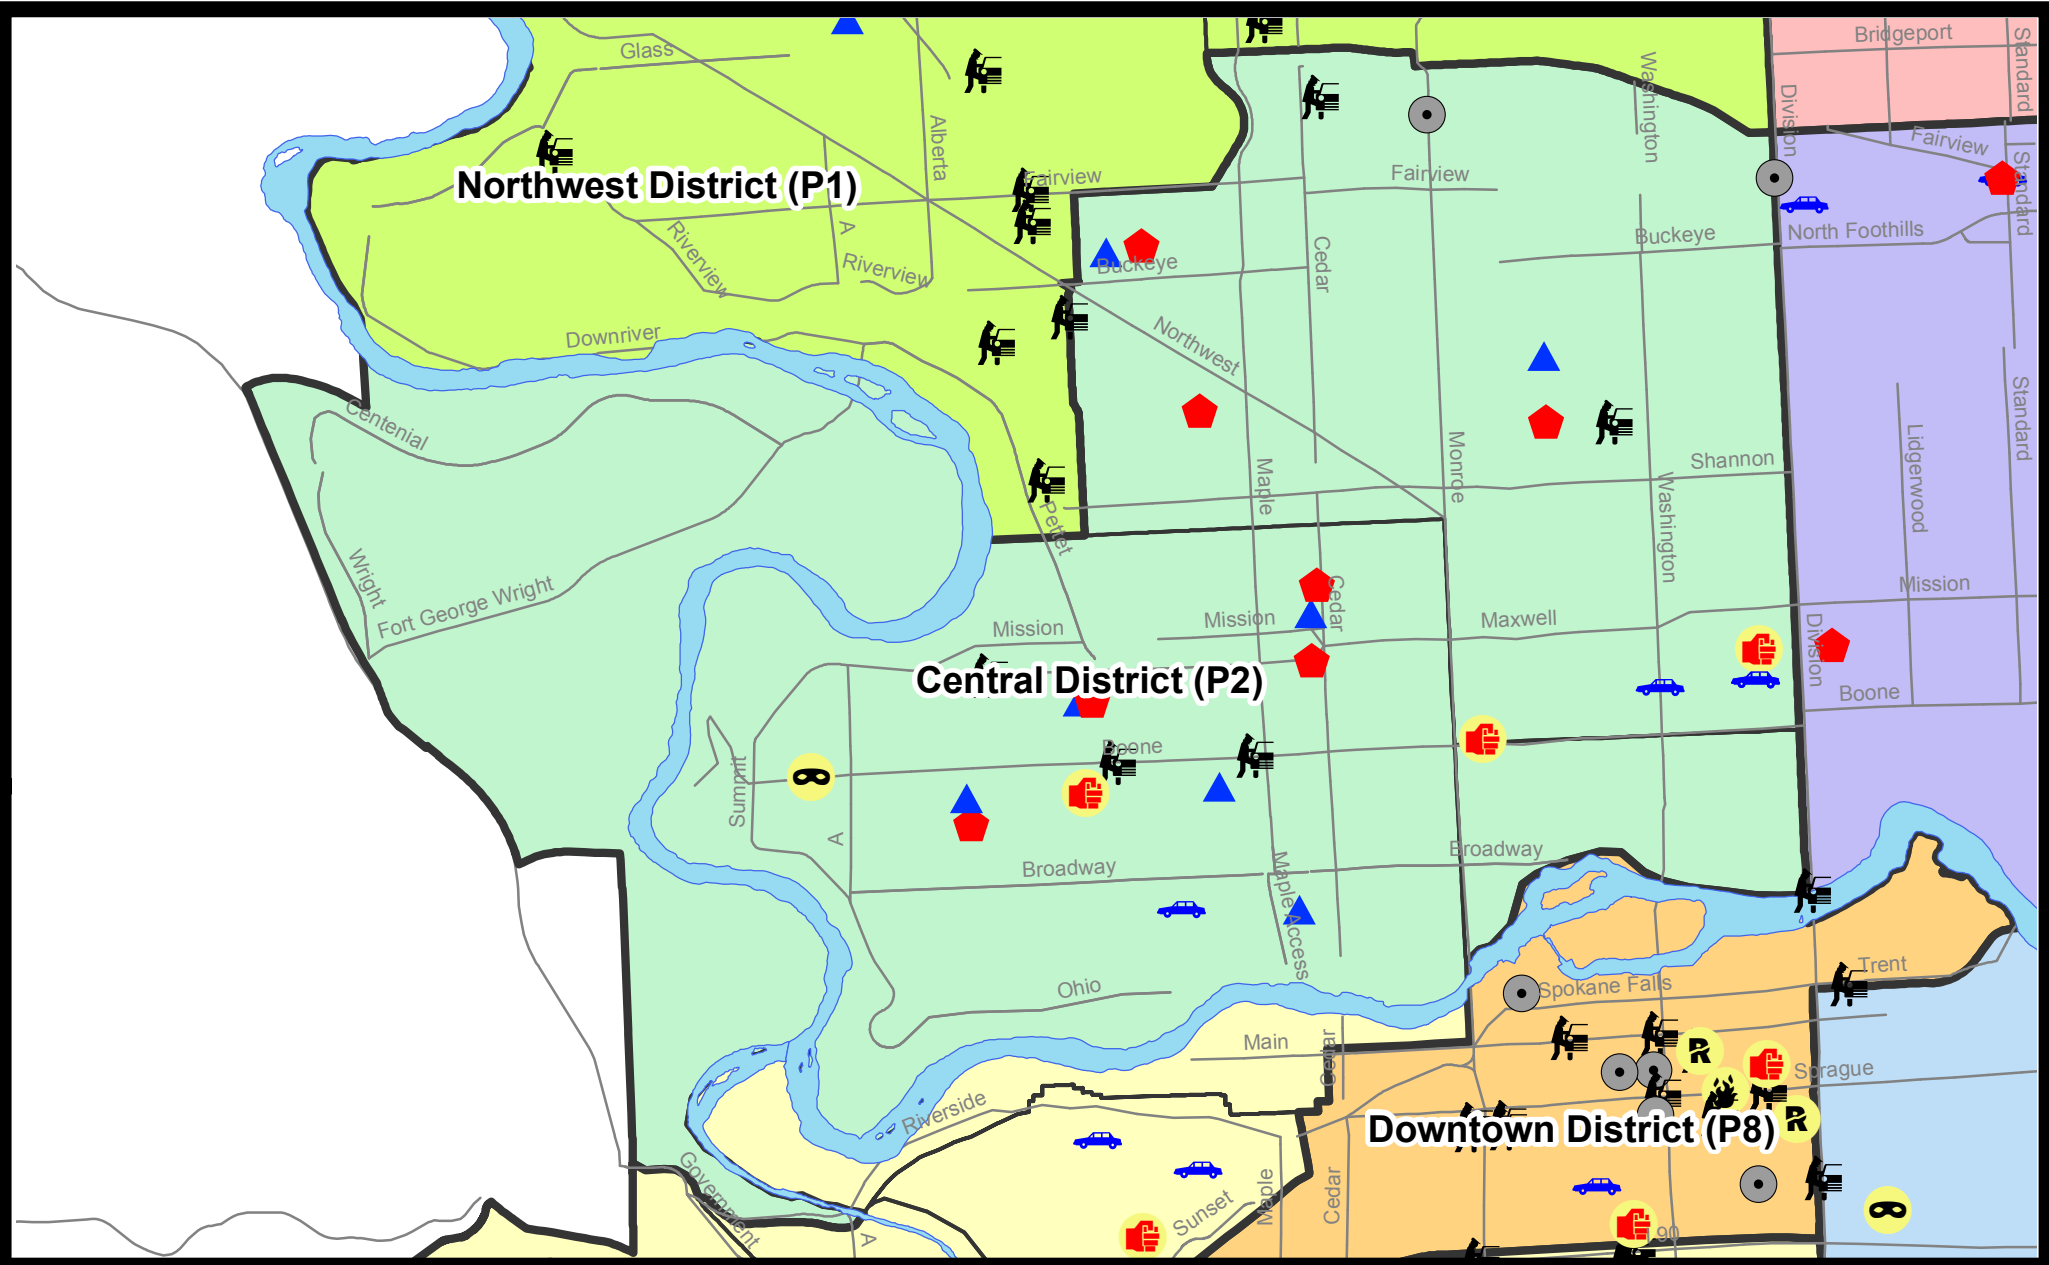 Glass
Bridgeport
Standard
Washington
Division
Alberta
Fairview
Standard
Northwest District (P1)
Fairview
Fairview
A
Riverview
Riverview
Buckeye
Cedar
Buckeye
North Foothills
Downriver
Northwest
Centenial
Standard
Lidgerwood
Monroe
Shannon
Maple
Washington
Pettet
Wright
Fort George Wright
Mission
Mission
Cedar
Maxwell
Mission
Division
Central District (P2)
Boone
Boone
Summit
A
Broadway
Broadway
Maple Access
Trent
Ohio
Spokane Falls
Main
Cedar
Sprague
Riverside
Downtown District (P8)
Government
Maple
Cedar
Sunset
A
90